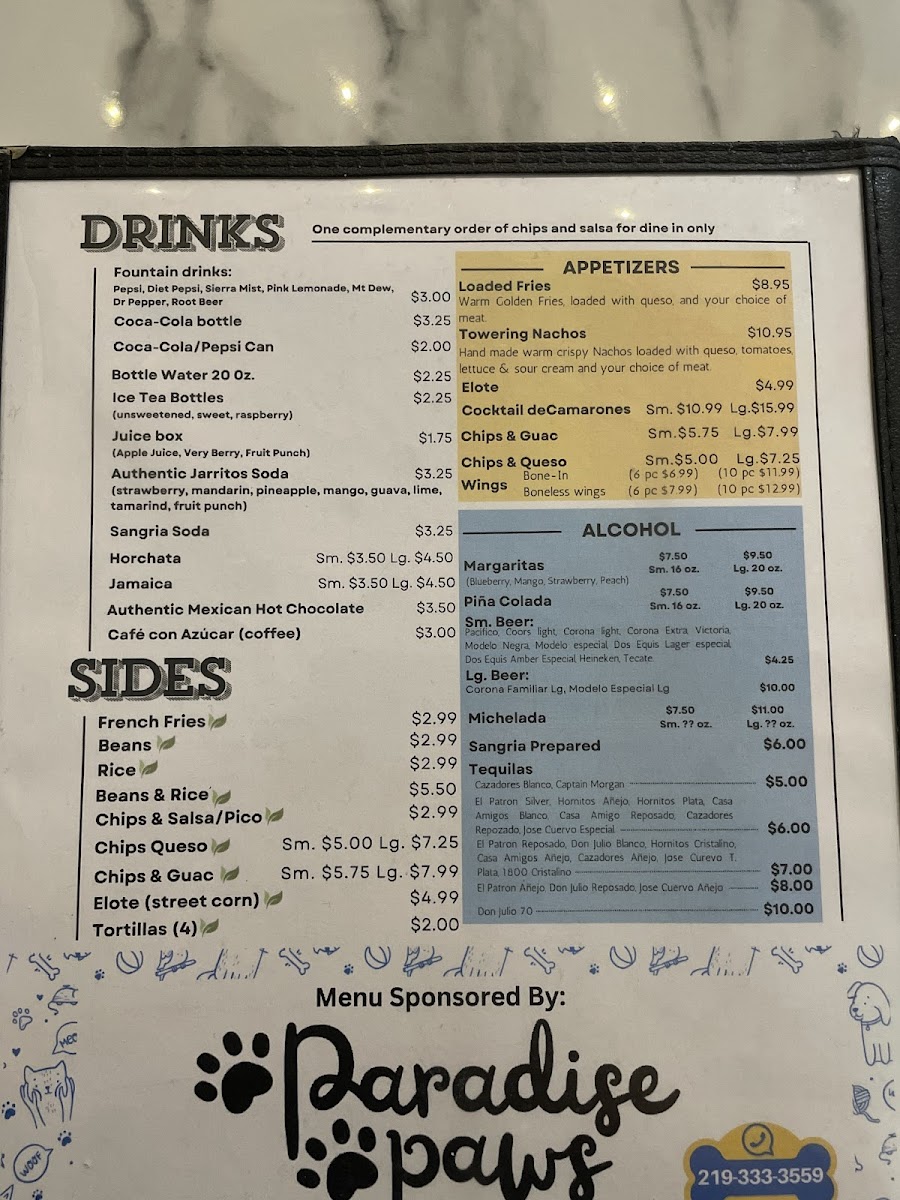 DRINKS
One complementary order of chips and salsa for dine in only
Fountain drinks:
Pepsi, Diet Pepsi, Sierra Mist, Pink Lemonade, Mt Dew,
Dr Pepper, Root Beer $3.00
Coca-Cola bottle $3.25
Coca-Cola/Pepsi Can $2.00
Bottle Water 20 Oz. $2.25
Ice Tea Bottles $2.25
(unsweetened, sweet, raspberry)
Juice box $1.75
(Apple Juice, Very Berry, Fruit Punch)
Authentic Jarritos Soda $3.25
(strawberry, mandarin, pineapple, mango, guava, lime,
tamarind, fruit punch)
Sangria Soda $3.25
Horchata Sm. $3.50 Lg. $4.50
Jamaica Sm. $3.50 Lg. $4.50
Authentic Mexican Hot Chocolate $3.50
Café con Azúcar (coffee) $3.00
SIDES
French Fries $2.99
Beans $2.99
Rice $2.99
Beans & Rice $5.50
Chips & Salsa/Pico $2.99
Chips Queso Sm. $5.00 Lg. $7.25
Chips & Guac Sm. $5.75 Lg. $7.99
Elote (street corn) $4.99
Tortillas (4) $2.00
APPETIZERS
Loaded Fries $8.95
Warm Golden Fries, loaded with queso, and your choice of
meat.
Towering Nachos $10.95
Hand made warm crispy Nachos loaded with queso, tomatoes,
lettuce & sour cream and your choice of meat.
Elote $4.99
Cocktail deCamarones Sm. $10.99 Lg.$15.99
Chips & Guac Sm.$5.75 Lg.$7.99
Chips & Queso Sm.$5.00 Lg.$7.25
Wings Bone-In (6 pc $6.99) (10 pc $11.99)
Boneless wings (6 pc $7.99) (10 pc $12.99)
ALCOHOL
Margaritas $7.50 Sm. 16 oz. $9.50 Lg. 20 oz.
(Blueberry, Mango, Strawberry, Peach)
Piña Colada $7.50 Sm. 16 oz. $9.50 Lg. 20 oz.
Sm. Beer:
Pacifico, Coors light, Corona light, Corona Extra, Victoria,
Modelo Negra, Modelo especial, Dos Equis Lager especial,
Dos Equis Amber Especial, Heineken, Tecate. $4.25
Lg. Beer:
Corona Familiar Lg, Modelo Especial Lg $10.00
Michelada $7.50 Sm. ?? oz. $11.00 Lg. ?? oz.
Sangria Prepared $6.00
Tequilas
Cazadores Blanco, Captain Morgan $5.00
El Patron Silver, Hornitos Añejo, Hornitos Plata, Casa
Amigos Blanco, Casa Amigo Reposado, Cazadores
Repozado, Jose Cuervo Especial $6.00
El Patron Reposado, Don Julio Blanco, Hornitos Cristalino,
Casa Amigos Añejo, Cazadores Añejo, Jose Curevo T.
Plata, 1800 Cristalino $7.00
El Patron Añejo, Don Julio Reposado, Jose Cuervo Añejo $8.00
Don Julio 70 $10.00
Menu Sponsored By:
Paradise
paws
219-333-3559
WOOF